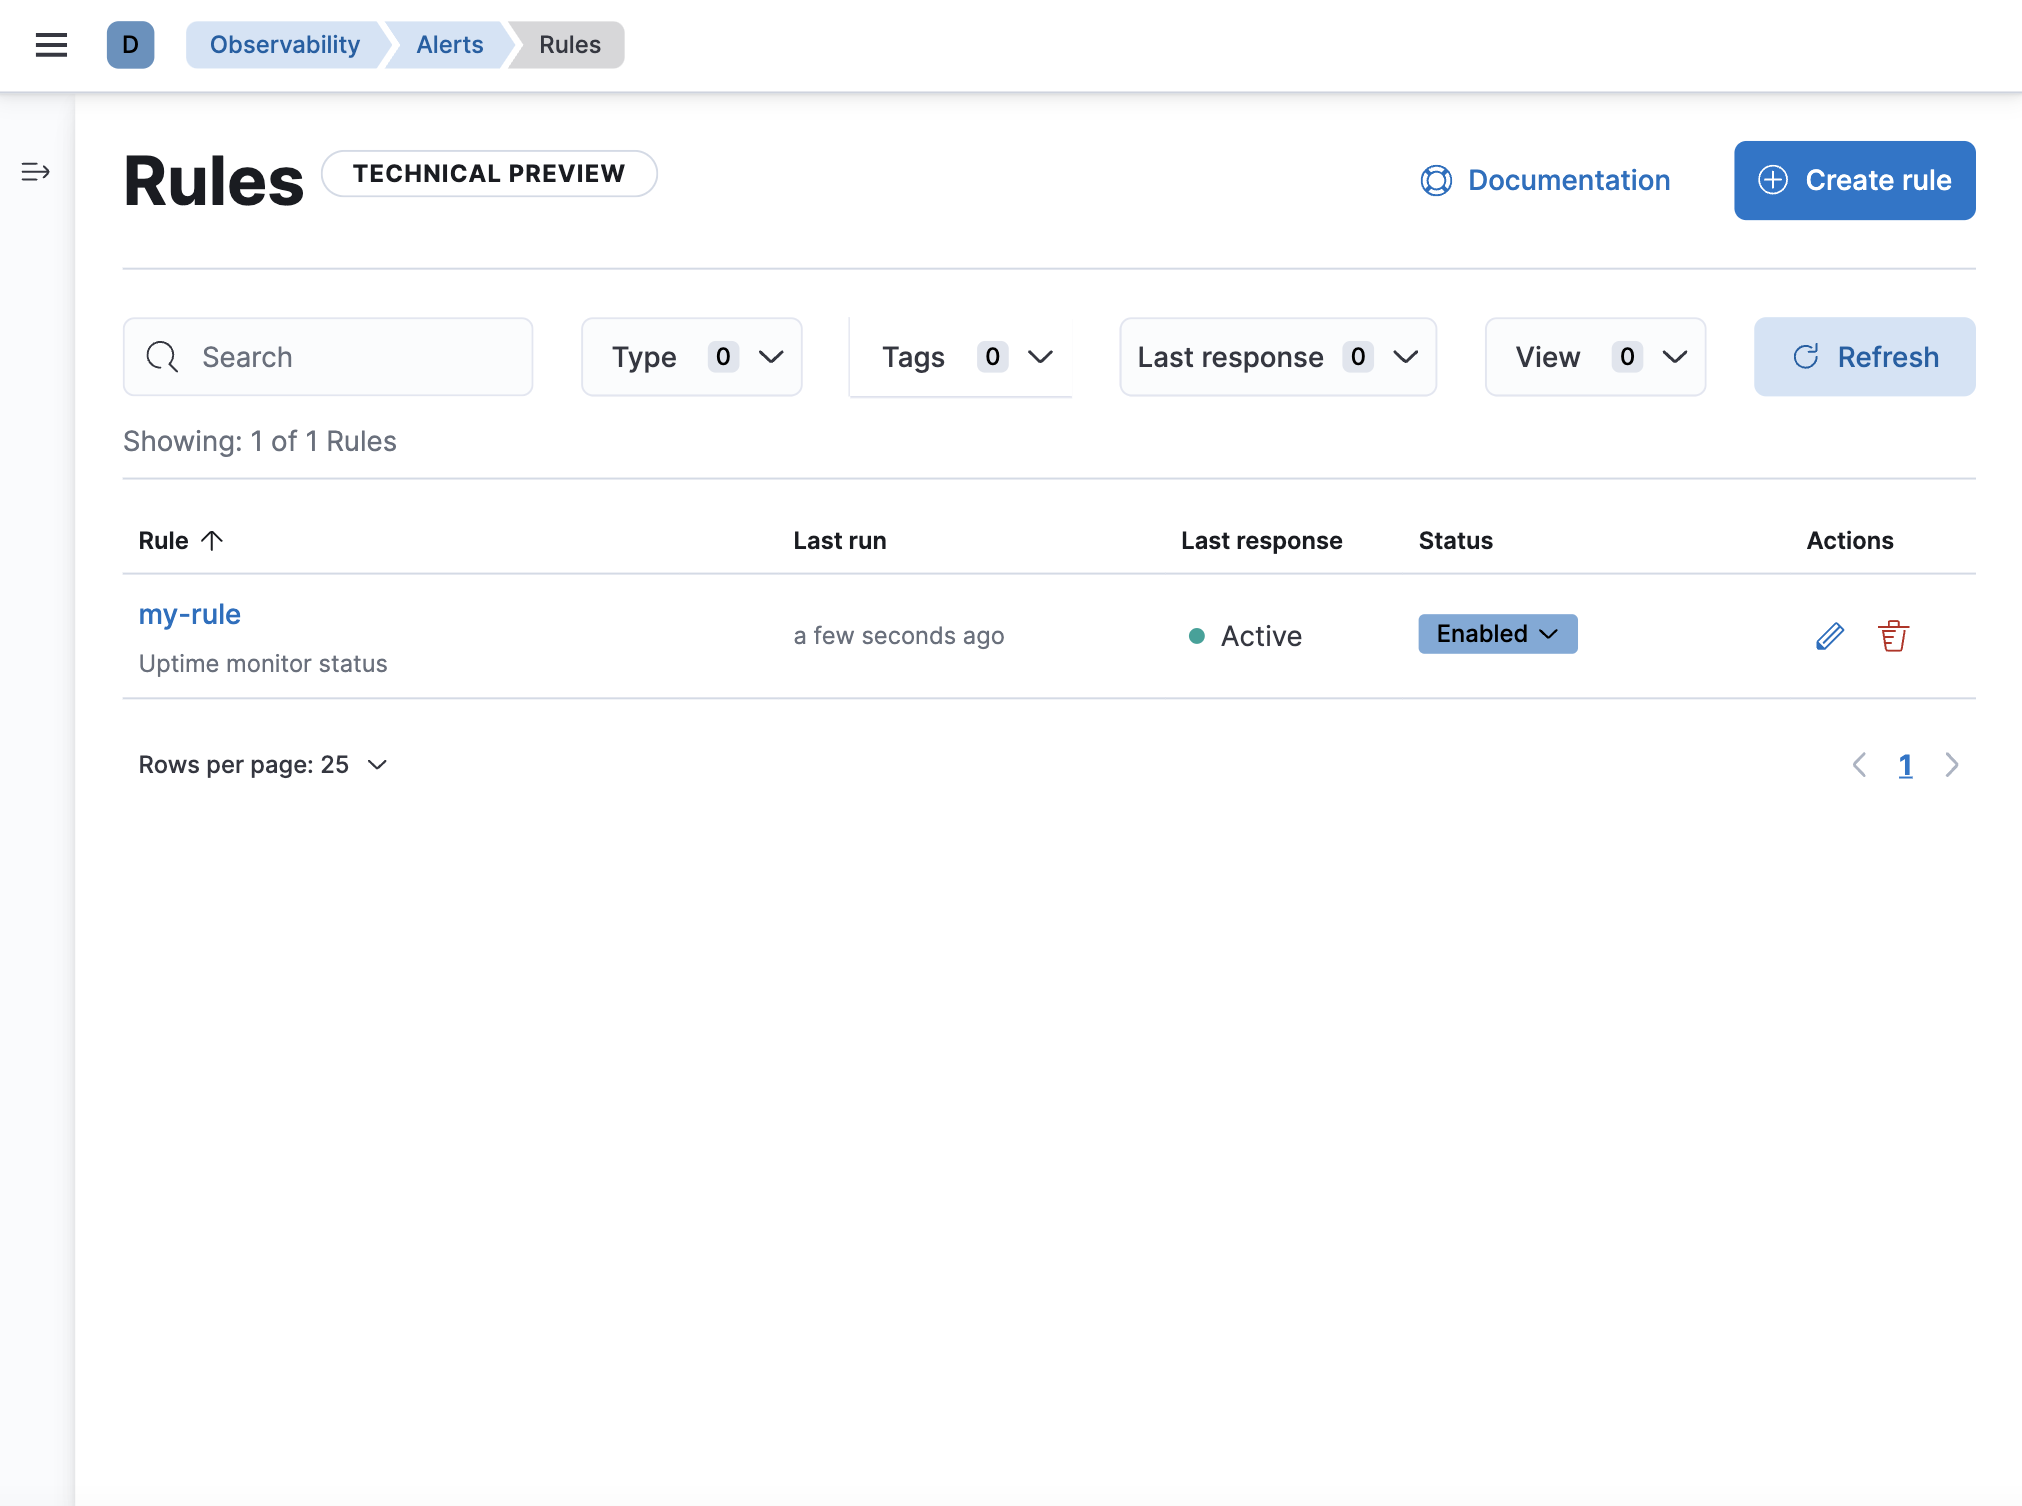 D
Observability
Alerts
Rules
Rules
TECHNICAL PREVIEW
Documentation
Create rule
Search
Type 0
Tags 0
Last response 0
View 0
Refresh
Showing: 1 of 1 Rules
Rule
Last run
Last response
Status
Actions
my-rule
Uptime monitor status
a few seconds ago
Active
Enabled
Rows per page: 25
1